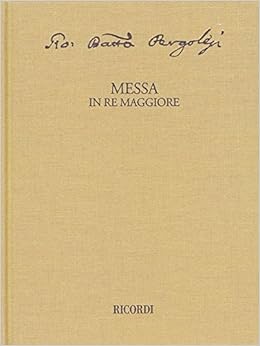 Gio: Batta Pergolesi
MESSA
IN RE MAGGIORE
RICORDI